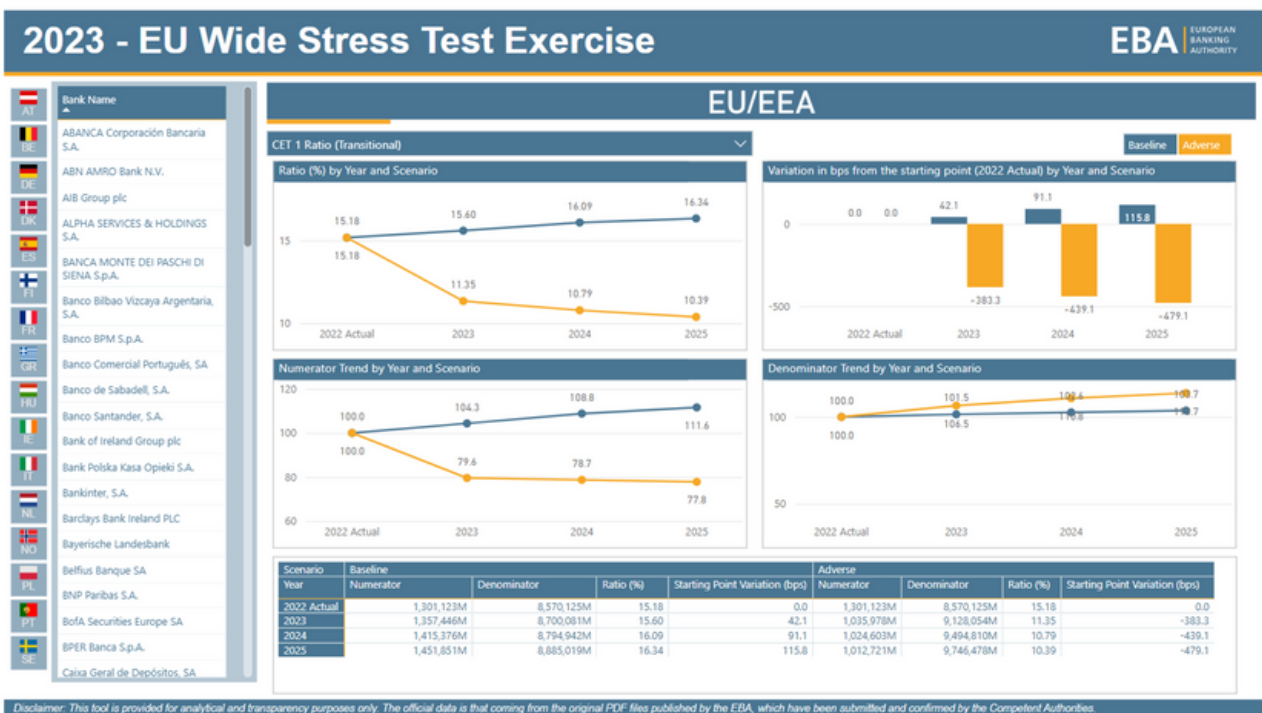 2023 - EU Wide Stress Test Exercise
EBA
EUROPEAN
BANKING
AUTHORITY
AT
BE
DE
DK
ES
FI
FR
GR
HU
IE
IT
NL
NO
PL
PT
SE
Bank Name
ABANCA Corporación Bancaria
S.A.
ABN AMRO Bank N.V.
AIB Group plc
ALPHA SERVICES & HOLDINGS
S.A.
BANCA MONTE DEI PASCHI DI
SIENA S.p.A.
Banco Bilbao Vizcaya Argentaria,
S.A.
Banco BPM S.p.A.
Banco Comercial Português, SA
Banco de Sabadell, S.A.
Banco Santander, S.A.
Bank of Ireland Group plc
Bank Polska Kasa Opieki S.A.
Bankinter, S.A.
Barclays Bank Ireland PLC
Bayerische Landesbank
Belfius Banque SA
BNP Paribas S.A.
BofA Securities Europe SA
BPER Banca S.p.A.
Caixa Geral de Depósitos, SA
EU/EEA
CET 1 Ratio (Transitional)
Baseline Adverse
Ratio (%) by Year and Scenario
15.18 15.60 16.09 16.34
15
15.18
11.35 10.79 10.39
10
2022 Actual 2023 2024 2025
Variation in bps from the starting point (2022 Actual) by Year and Scenario
0.0 0.0 42.1 91.1 115.8
0
-383.3 -439.1 -479.1
-500
2022 Actual 2023 2024 2025
Numerator Trend by Year and Scenario
120
100.0 104.3 108.8 111.6
100
100.0
79.6 78.7 77.8
80
60
2022 Actual 2023 2024 2025
Denominator Trend by Year and Scenario
100.0 101.5
100
100.0 106.5
50
2022 Actual 2023 2024 2025
Scenario Baseline Adverse
Year Numerator Denominator Ratio (%) Starting Point Variation (bps) Numerator Denominator Ratio (%) Starting Point Variation (bps)
2022 Actual 1,301,123M 8,570,125M 15.18 0.0 1,301,123M 8,570,125M 15.18 0.0
2023 1,357,446M 8,700,081M 15.60 42.1 1,035,978M 9,128,054M 11.35 -383.3
2024 1,415,376M 8,794,942M 16.09 91.1 1,024,603M 9,494,810M 10.79 -439.1
2025 1,451,851M 8,885,019M 16.34 115.8 1,012,721M 9,746,478M 10.39 -479.1
Disclaimer: This tool is provided for analytical and transparency purposes only. The official data is that coming from the original PDF files published by the EBA, which have been submitted and confirmed by the Competent Authorities.